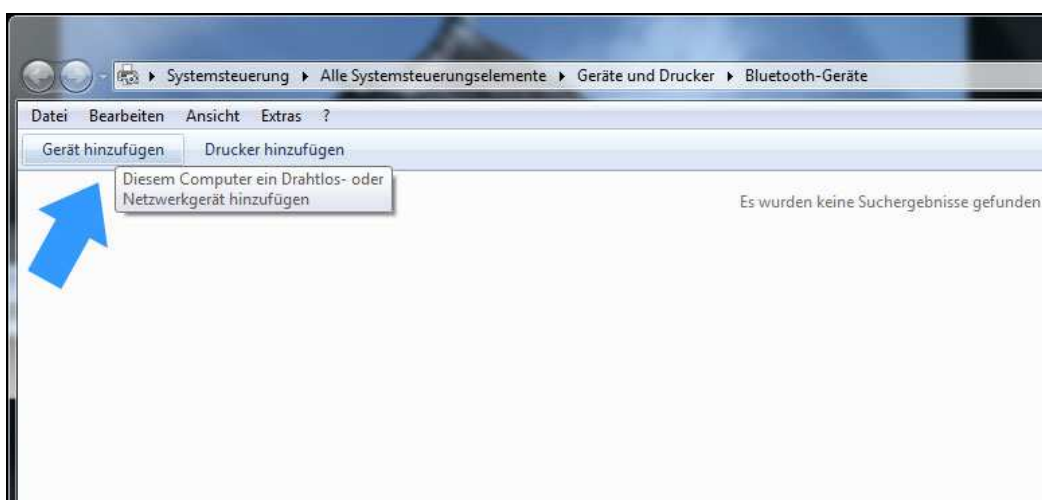 Systemsteuerung ▸ Alle Systemsteuerungselemente ▸ Geräte und Drucker ▸ Bluetooth-Geräte
Datei Bearbeiten Ansicht Extras ?
Gerät hinzufügen Drucker hinzufügen
Diesem Computer ein Drahtlos- oder
Netzwerkgerät hinzufügen
Es wurden keine Suchergebnisse gefunden